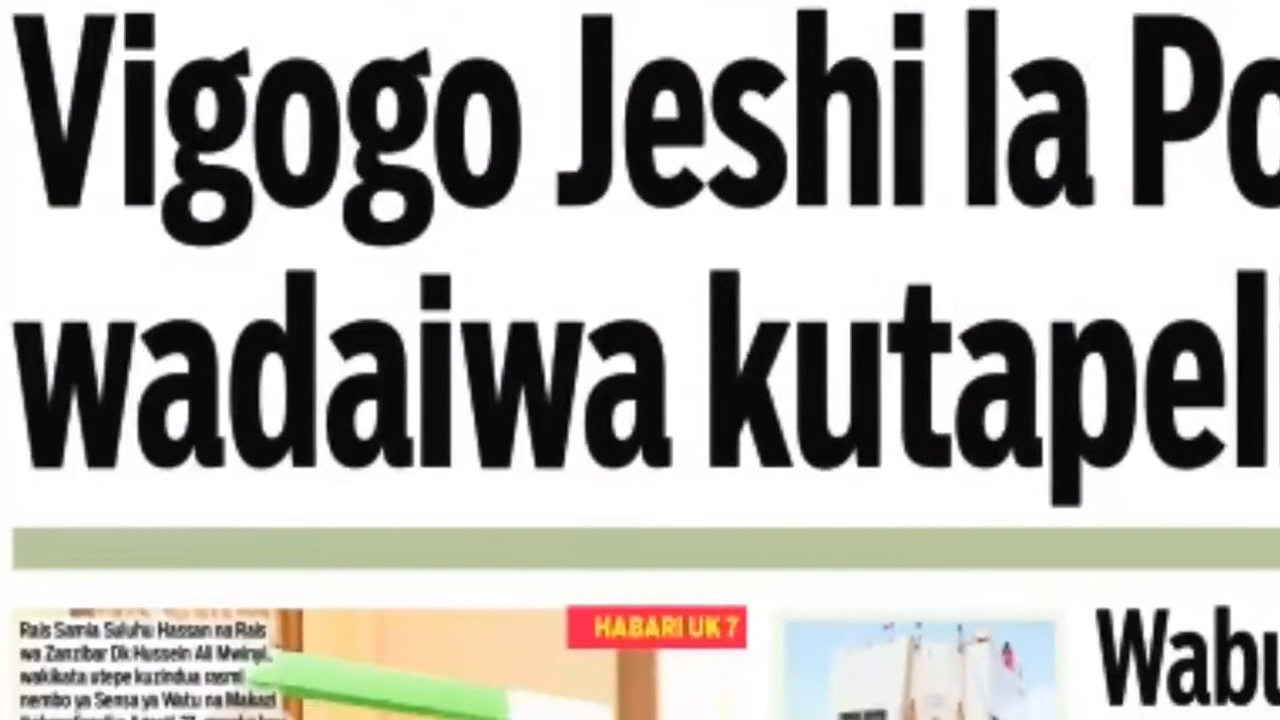 Vigogo Jeshi la Po
wadaiwa kutapel
HABARI UK 7
Rais Samia Suluhu Hassan na Rais
wa Zanzibar Dk Hussein Ali Mwinyi,
wakikata utepe kuzindua rasmi
nembo ya Sensa ya Watu na Makazi
Wabu